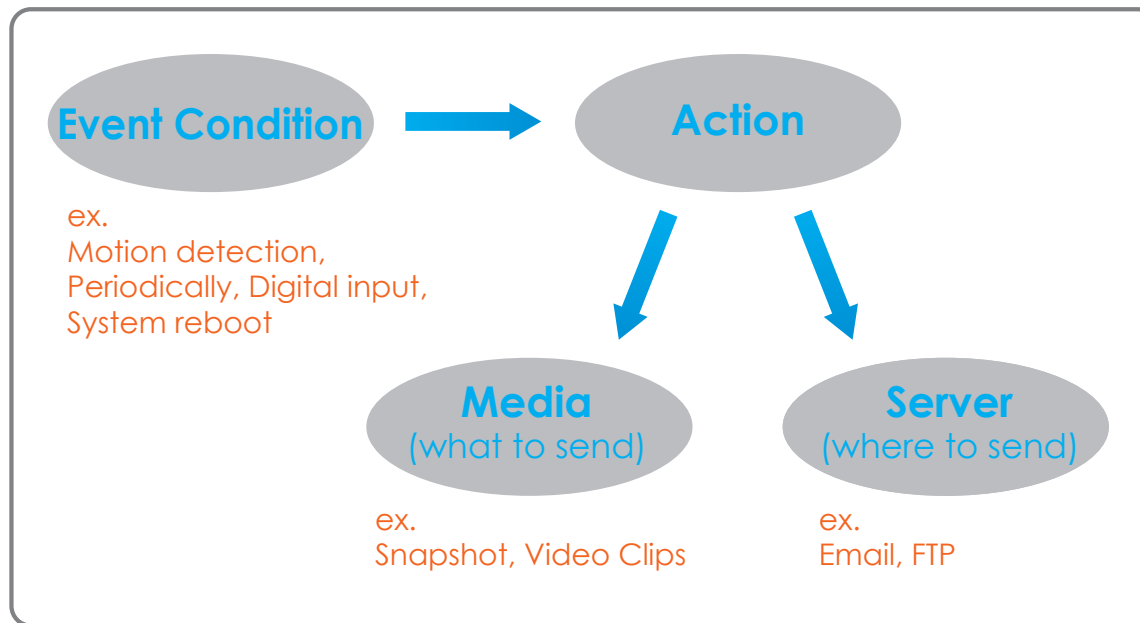 Event Condition
Action
ex.
Motion detection,
Periodically, Digital input,
System reboot
Media
(what to send)
Server
(where to send)
ex.
Snapshot, Video Clips
ex.
Email, FTP